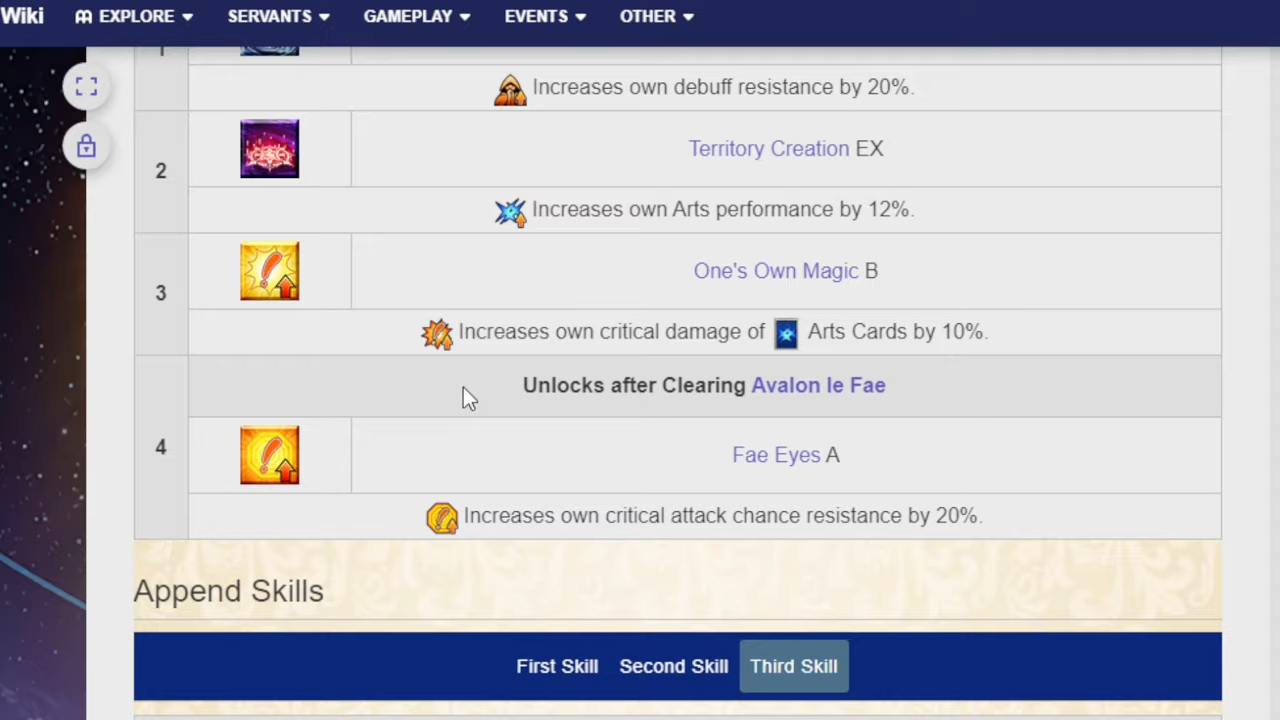 Wiki EXPLORE SERVANTS GAMEPLAY EVENTS OTHER
1
Increases own debuff resistance by 20%.
2
Territory Creation EX
Increases own Arts performance by 12%.
3
One's Own Magic B
Increases own critical damage of Arts Cards by 10%.
Unlocks after Clearing Avalon le Fae
4
Fae Eyes A
Increases own critical attack chance resistance by 20%.
Append Skills
First Skill Second Skill Third Skill